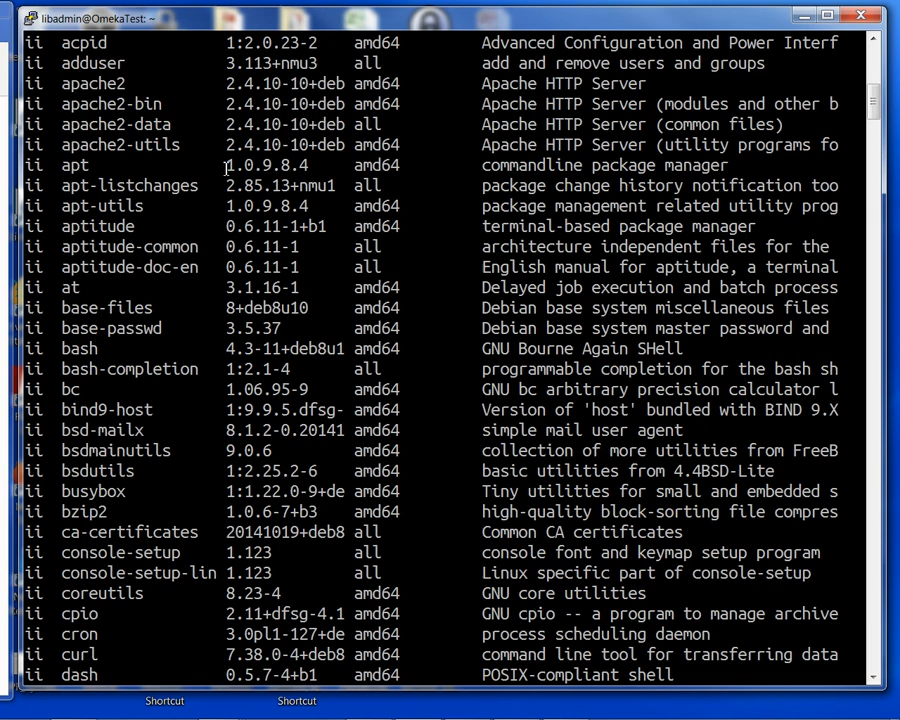 libadmin@OmekaTest: ~
ii acpid 1:2.0.23-2 amd64 Advanced Configuration and Power Interf
ii adduser 3.113+nmu3 all add and remove users and groups
ii apache2 2.4.10-10+deb amd64 Apache HTTP Server
ii apache2-bin 2.4.10-10+deb amd64 Apache HTTP Server (modules and other b
ii apache2-data 2.4.10-10+deb all Apache HTTP Server (common files)
ii apache2-utils 2.4.10-10+deb amd64 Apache HTTP Server (utility programs fo
ii apt 1.0.9.8.4 amd64 commandline package manager
ii apt-listchanges 2.85.13+nmu1 all package change history notification too
ii apt-utils 1.0.9.8.4 amd64 package management related utility prog
ii aptitude 0.6.11-1+b1 amd64 terminal-based package manager
ii aptitude-common 0.6.11-1 all architecture independent files for the
ii aptitude-doc-en 0.6.11-1 all English manual for aptitude, a terminal
ii at 3.1.16-1 amd64 Delayed job execution and batch process
ii base-files 8+deb8u10 amd64 Debian base system miscellaneous files
ii base-passwd 3.5.37 amd64 Debian base system master password and
ii bash 4.3-11+deb8u1 amd64 GNU Bourne Again SHell
ii bash-completion 1:2.1-4 all programmable completion for the bash sh
ii bc 1.06.95-9 amd64 GNU bc arbitrary precision calculator l
ii bind9-host 1:9.9.5.dfsg- amd64 Version of 'host' bundled with BIND 9.X
ii bsd-mailx 8.1.2-0.20141 amd64 simple mail user agent
ii bsdmainutils 9.0.6 amd64 collection of more utilities from FreeB
ii bsdutils 1:2.25.2-6 amd64 basic utilities from 4.4BSD-Lite
ii busybox 1:1.22.0-9+de amd64 Tiny utilities for small and embedded s
ii bzip2 1.0.6-7+b3 amd64 high-quality block-sorting file compres
ii ca-certificates 20141019+deb8 all Common CA certificates
ii console-setup 1.123 all console font and keymap setup program
ii console-setup-lin 1.123 all Linux specific part of console-setup
ii coreutils 8.23-4 amd64 GNU core utilities
ii cpio 2.11+dfsg-4.1 amd64 GNU cpio -- a program to manage archive
ii cron 3.0pl1-127+de amd64 process scheduling daemon
ii curl 7.38.0-4+deb8 amd64 command line tool for transferring data
ii dash 0.5.7-4+b1 amd64 POSIX-compliant shell
Shortcut Shortcut